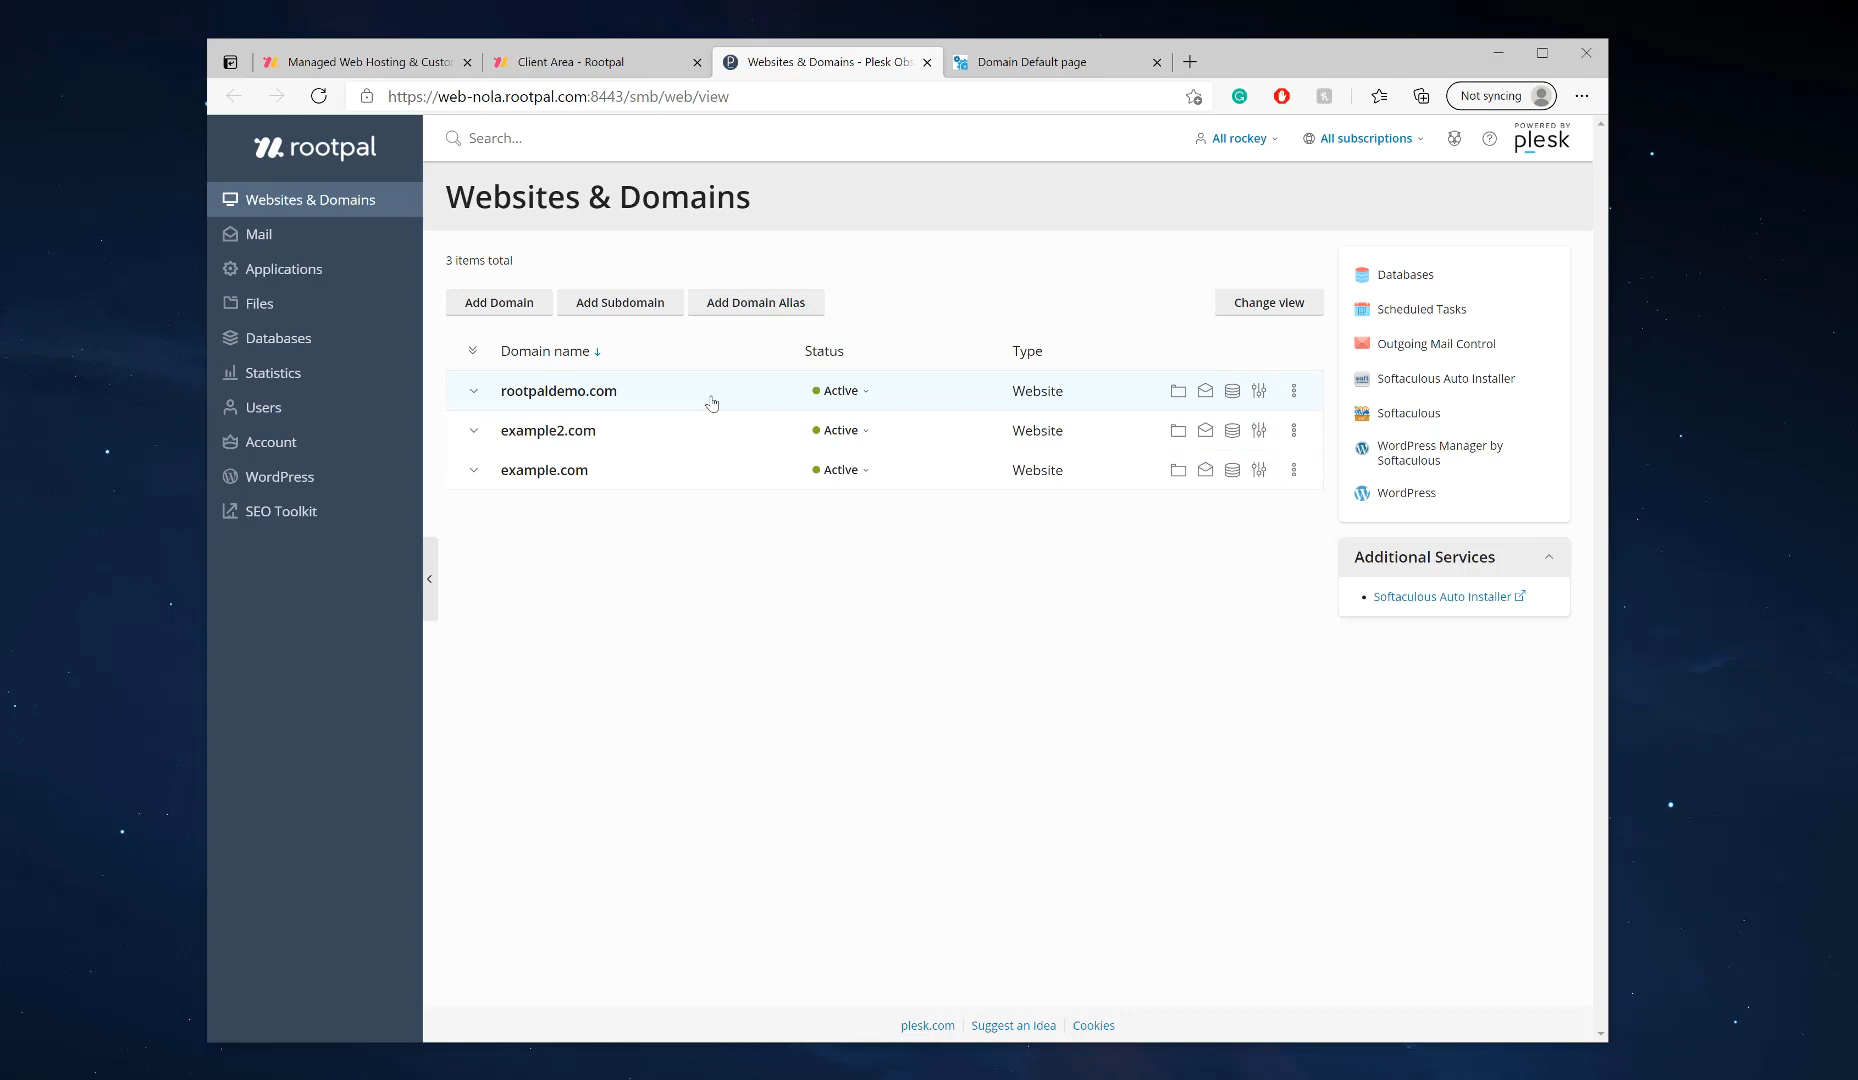 Managed Web Hosting & Custo
Client Area - Rootpal
Websites & Domains - Plesk Obs
Domain Default page
https://web-nola.rootpal.com:8443/smb/web/view
Not syncing
rootpal
Search...
All rockey
All subscriptions
POWERED BY
plesk
Websites & Domains
Mail
Applications
Files
Databases
Statistics
Users
Account
WordPress
SEO Toolkit
Websites & Domains
3 items total
Add Domain
Add Subdomain
Add Domain Alias
Change view
Domain name
Status
Type
rootpaldemo.com
Active
Website
example2.com
Active
Website
example.com
Active
Website
Databases
Scheduled Tasks
Outgoing Mail Control
Softaculous Auto Installer
Softaculous
WordPress Manager by
Softaculous
WordPress
Additional Services
Softaculous Auto Installer
plesk.com
Suggest an idea
Cookies